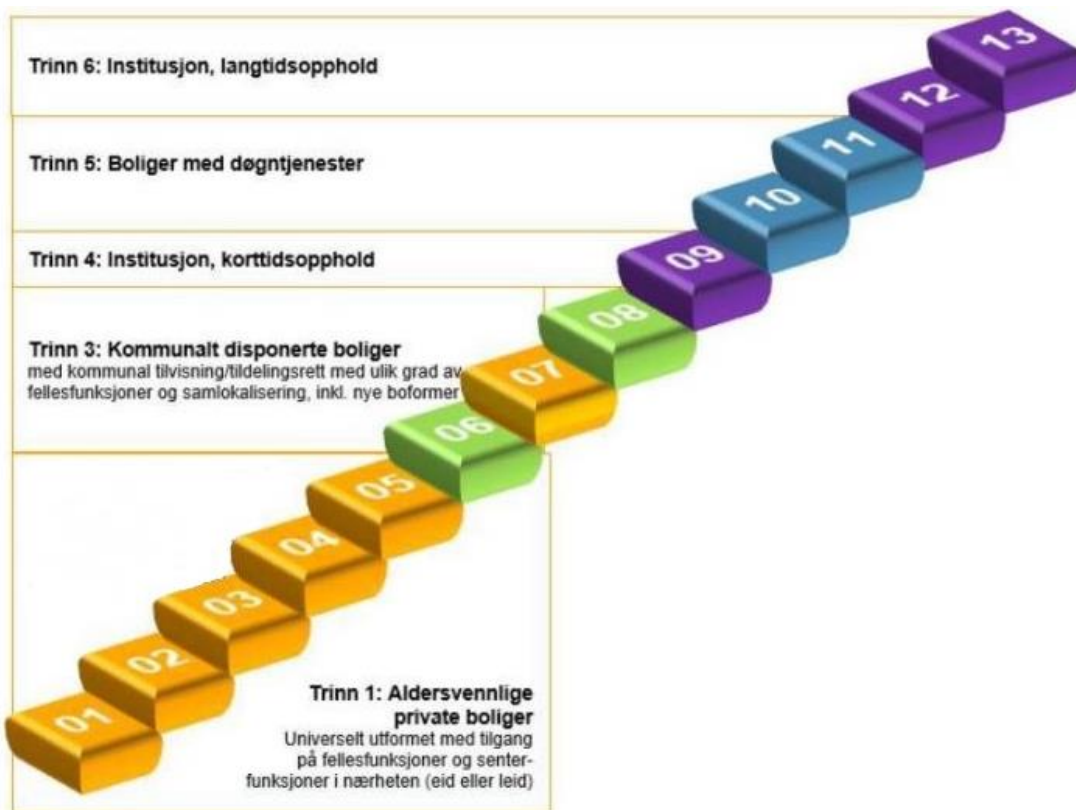 Trinn 6: Institusjon, langtidsopphold
Trinn 5: Boliger med døgntjenester
Trinn 4: Institusjon, korttidsopphold
Trinn 3: Kommunalt disponerte boliger
med kommunal tilvisning/tildelingsrett med ulik grad av
fellesfunksjoner og samlokalisering, inkl. nye boformer
Trinn 1: Aldersvennlige
private boliger
Universelt utformet med tilgang
på fellesfunksjoner og senter-
funksjoner i nærheten (eid eller leid)
13
12
11
10
09
08
07
06
05
04
03
02
01